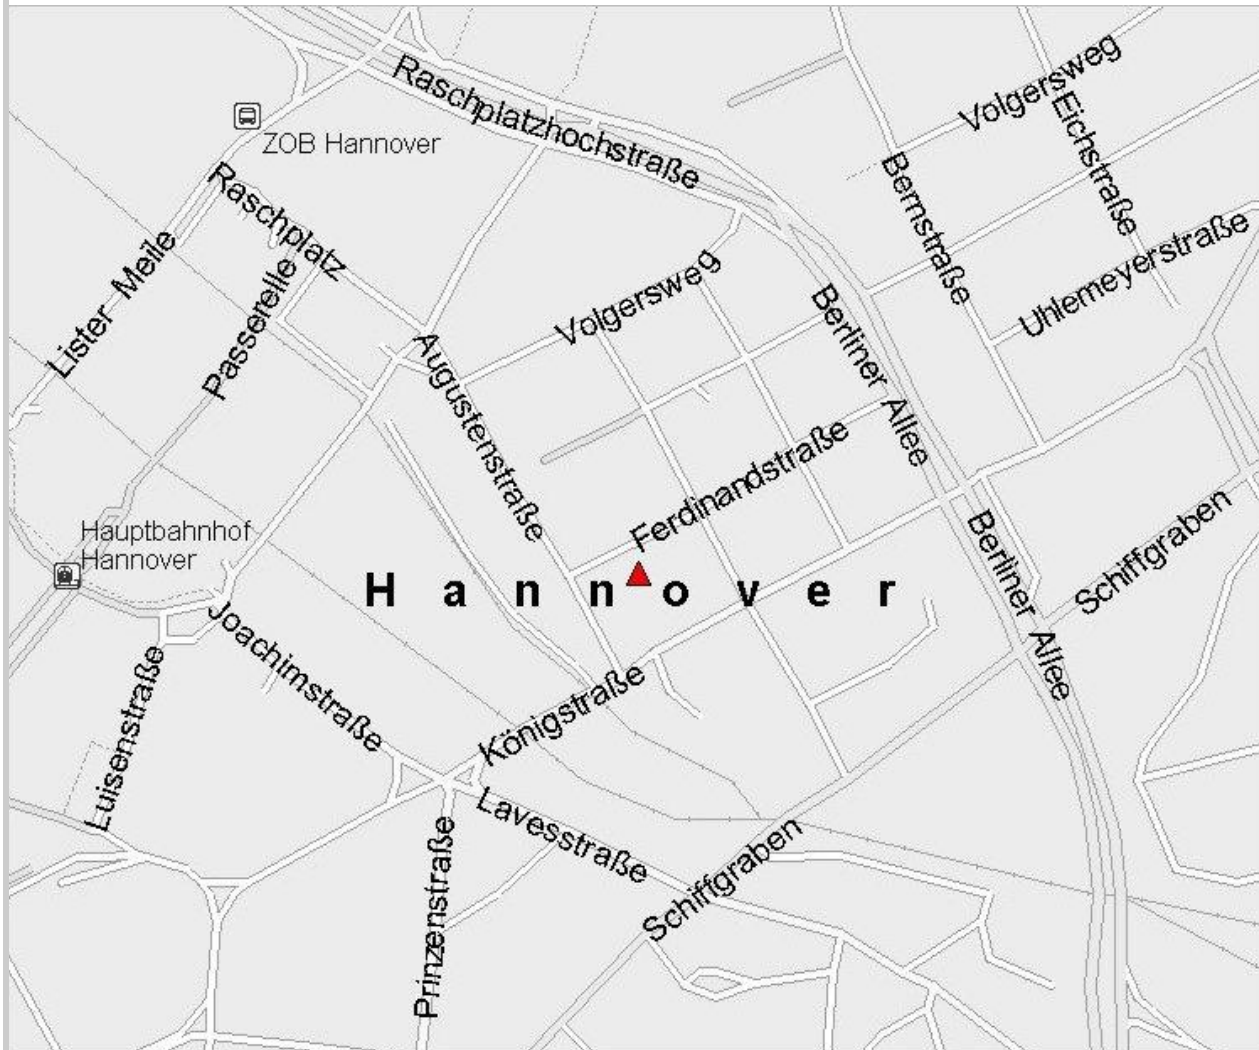 Raschplatzhochstraße
Volgersweg
Eichstraße
ZOB Hannover
Raschplatz
Bernstraße
Uhlemeyerstraße
Lister Meile
Passerelle
Volgersweg
Berliner Allee
Augustenstraße
Ferdinandstraße
Hauptbahnhof
Hannover
Hannover
Berliner Allee
Schiffgraben
Joachimstraße
Luisenstraße
Königstraße
Lavesstraße
Prinzenstraße
Schiffgraben